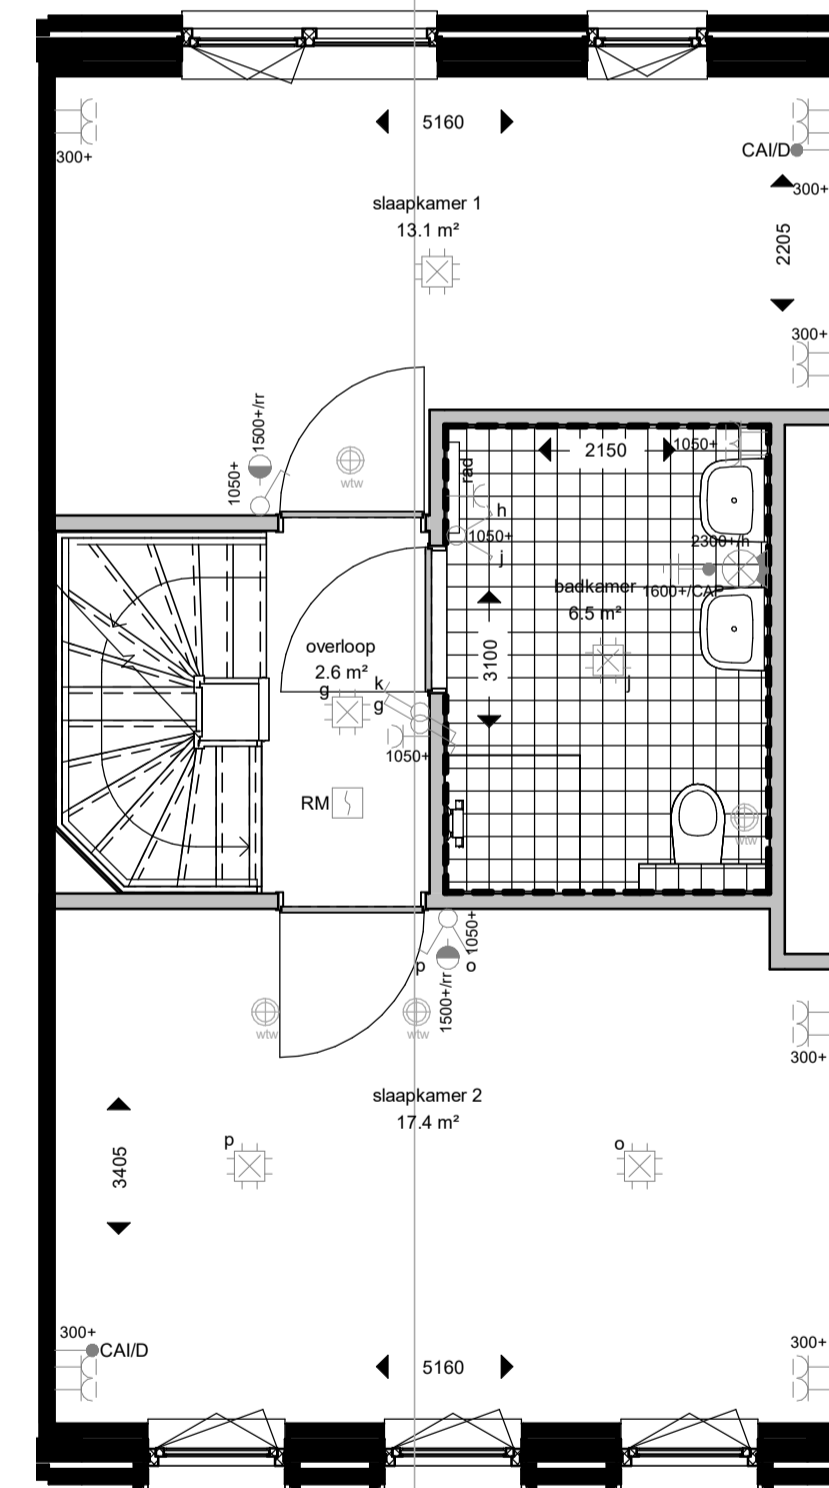 5160
300+
CAI/D
300+
slaapkamer 1
13.1 m²
2205
300+
1500+/rr
1050+
wtw
2150
1050+
rad
h
1050+
j
2300+/h
badkamer
6.5 m²
1600+/CAP
3100
j
overloop
2.6 m²
g
k
g
1050+
RM
wtw
1050+
p
o
1500+/rr
wtw
wtw
300+
slaapkamer 2
17.4 m²
p
o
3405
300+
CAI/D
300+
5160